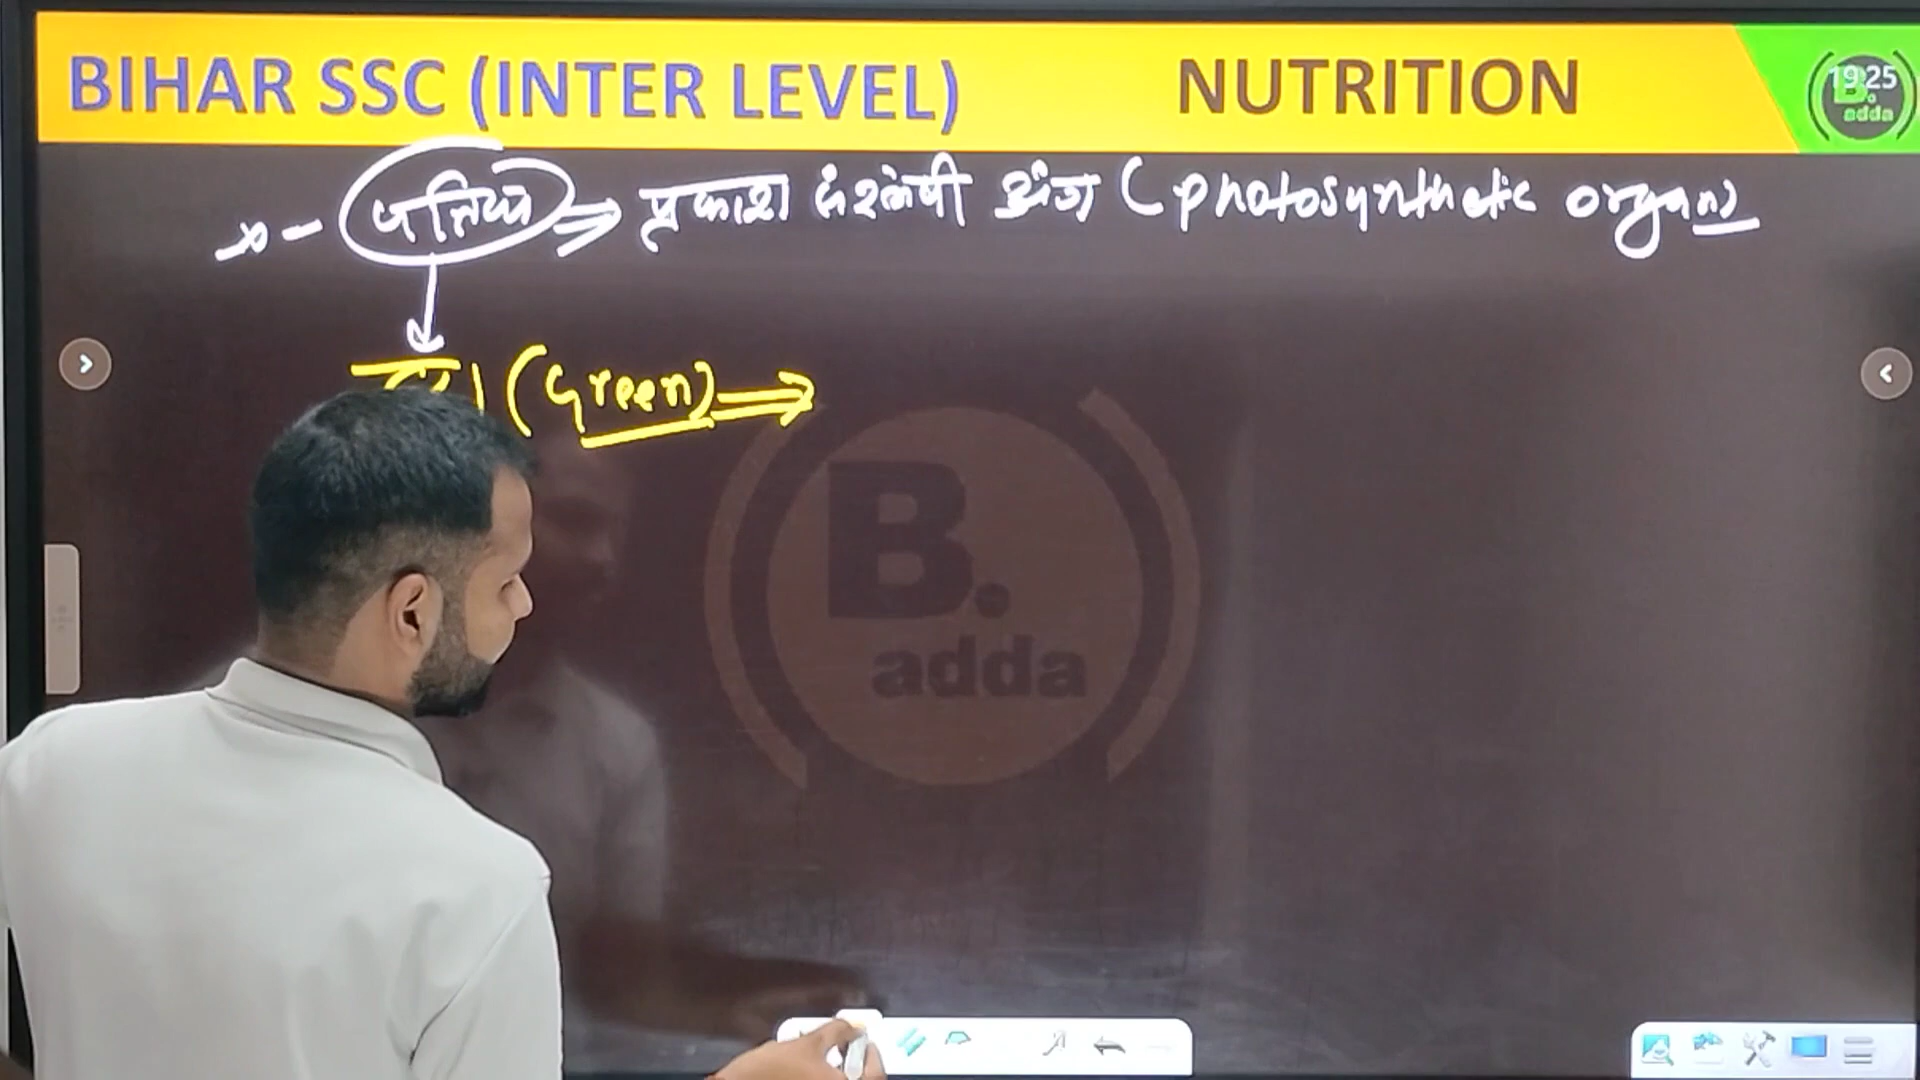 BIHAR SSC (INTER LEVEL) NUTRITION
19:25
B.
adda
पत्तियाँ ⇒ प्रकाश संश्लेषी अंग (photosynthetic organ)
(Green) ⇒
B.
adda